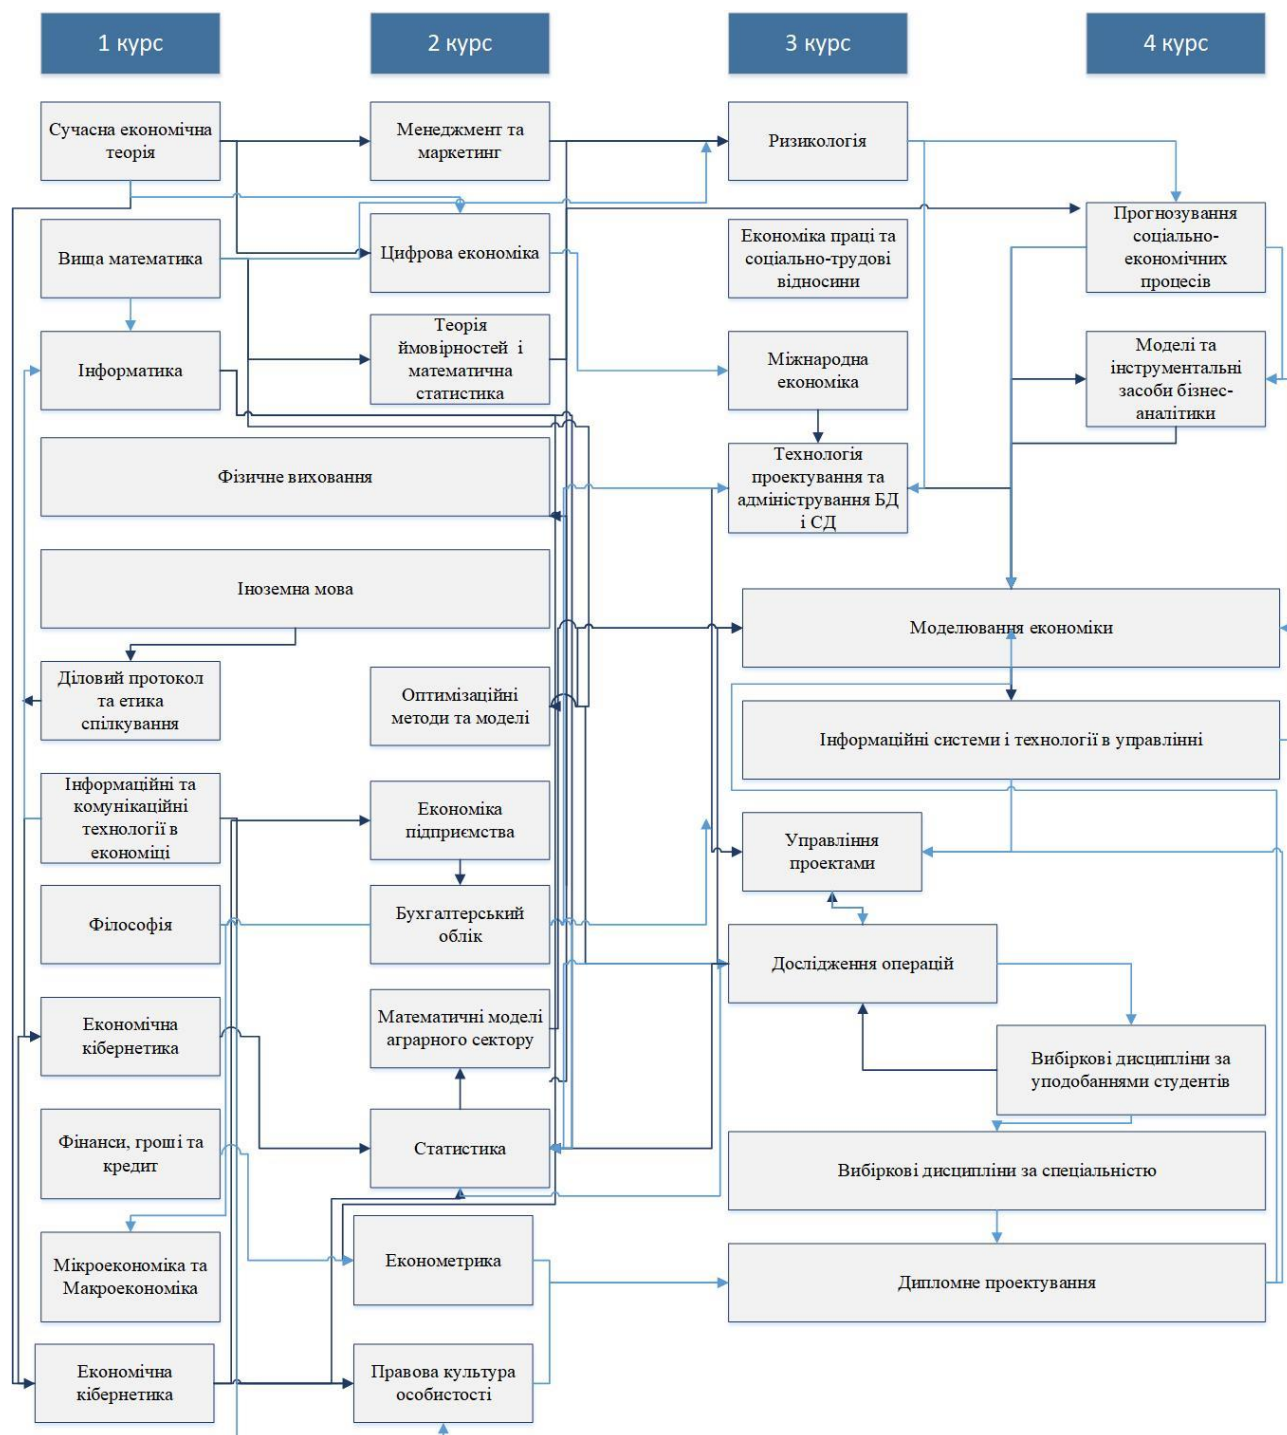 1 курс
2 курс
3 курс
4 курс
Сучасна економічна
теорія
Менеджмент та
маркетинг
Ризикологія
Вища математика
Цифрова економіка
Економіка праці та
соціально-трудові
відносини
Прогнозування
соціально-
економічних
процесів
Інформатика
Теорія
ймовірностей і
математична
статистика
Міжнародна
економіка
Моделі та
інструментальні
засоби бізнес-
аналітики
Фізичне виховання
Технологія
проектування та
адміністрування БД
і СД
Іноземна мова
Моделювання економіки
Діловий протокол
та етика
спілкування
Оптимізаційні
методи та моделі
Інформаційні системи і технології в управлінні
Інформаційні та
комунікаційні
технології в
економіці
Економіка
підприємства
Управління
проектами
Філософія
Бухгалтерський
облік
Дослідження операцій
Економічна
кібернетика
Математичні моделі
аграрного сектору
Вибіркові дисципліни за
уподобаннями студентів
Фінанси, гроші та
кредит
Статистика
Вибіркові дисципліни за спеціальністю
Мікроекономіка та
Макроекономіка
Економетрика
Дипломне проектування
Економічна
кібернетика
Правова культура
особистості